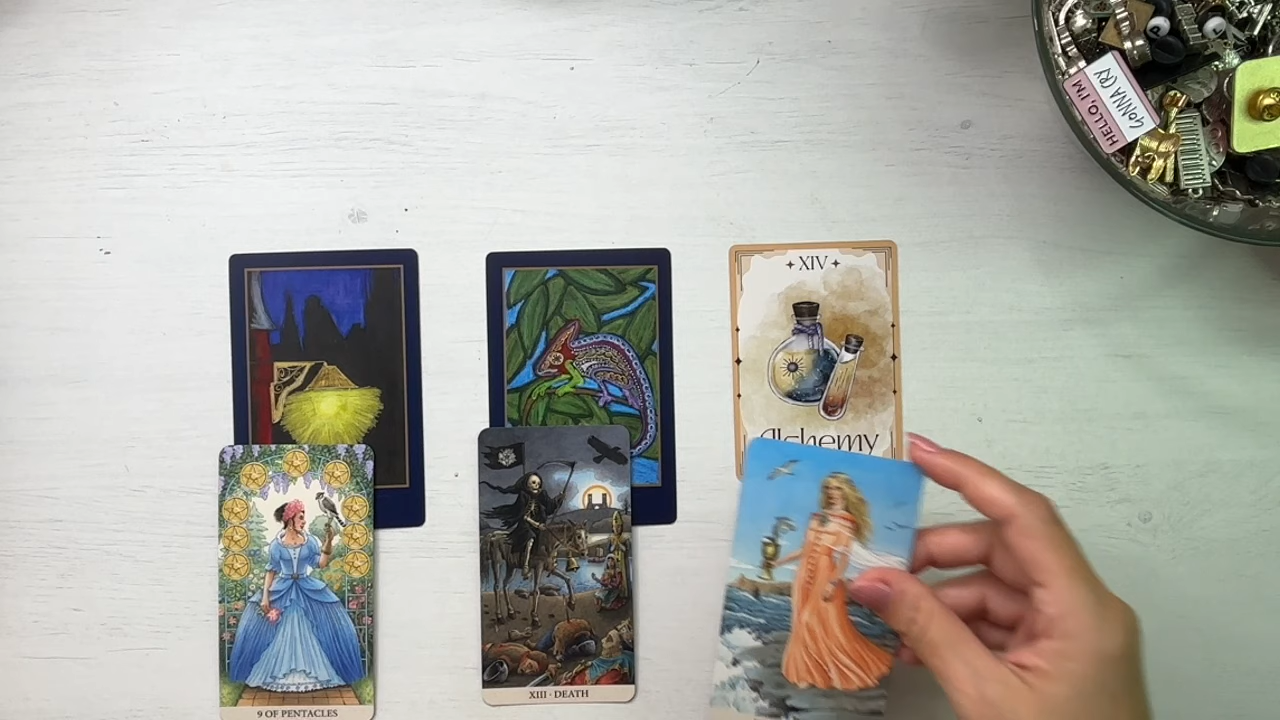 HELLO, I'M
GONNA CRY
XIV
Alchemy
9 OF PENTACLES
XIII - DEATH